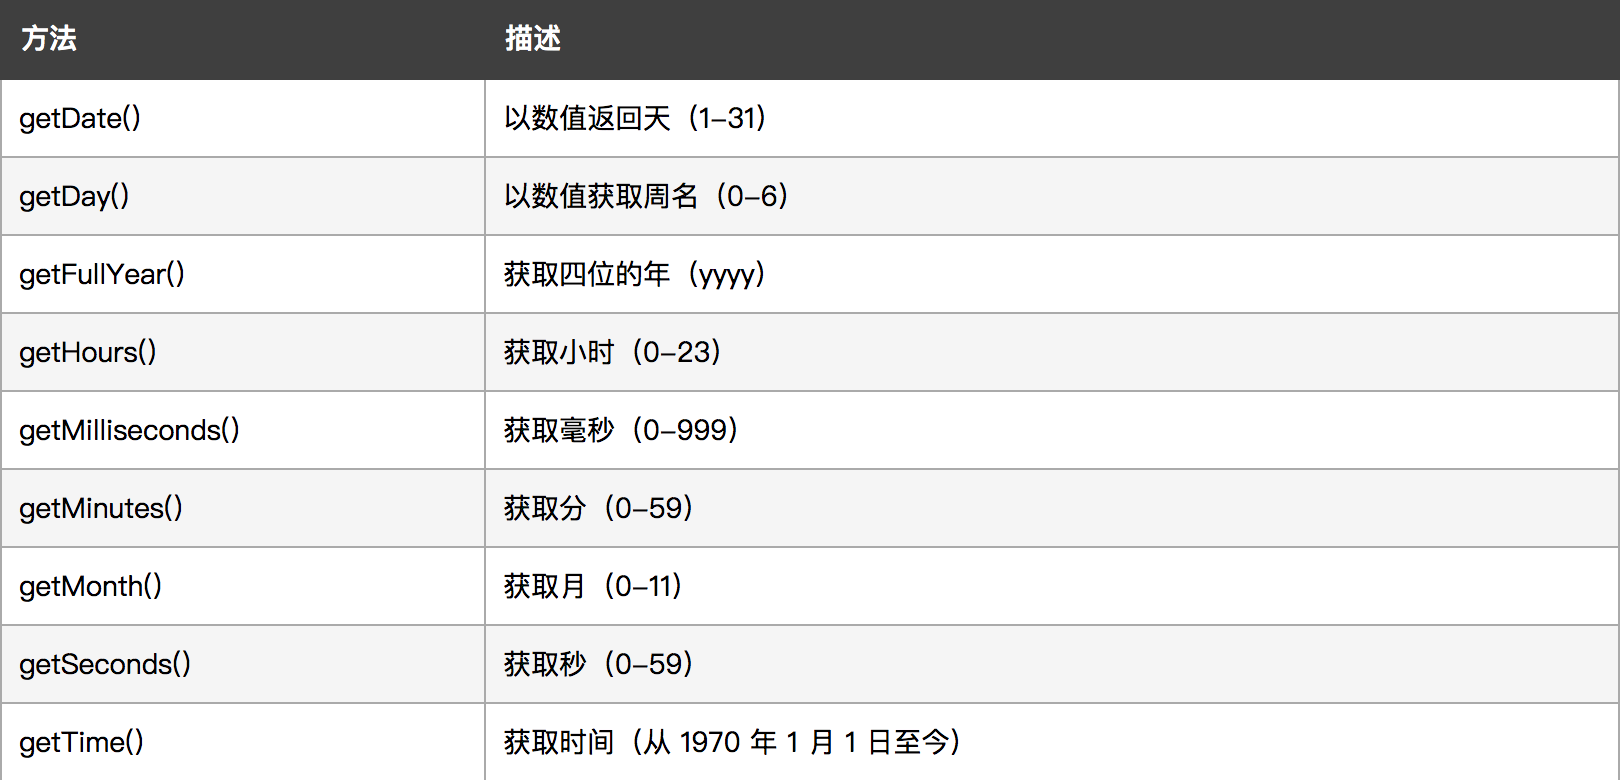 方法 描述
getDate() 以数值返回天（1-31）
getDay() 以数值获取周名（0-6）
getFullYear() 获取四位的年（yyyy）
getHours() 获取小时（0-23）
getMilliseconds() 获取毫秒（0-999）
getMinutes() 获取分（0-59）
getMonth() 获取月（0-11）
getSeconds() 获取秒（0-59）
getTime() 获取时间（从 1970 年 1 月 1 日至今）